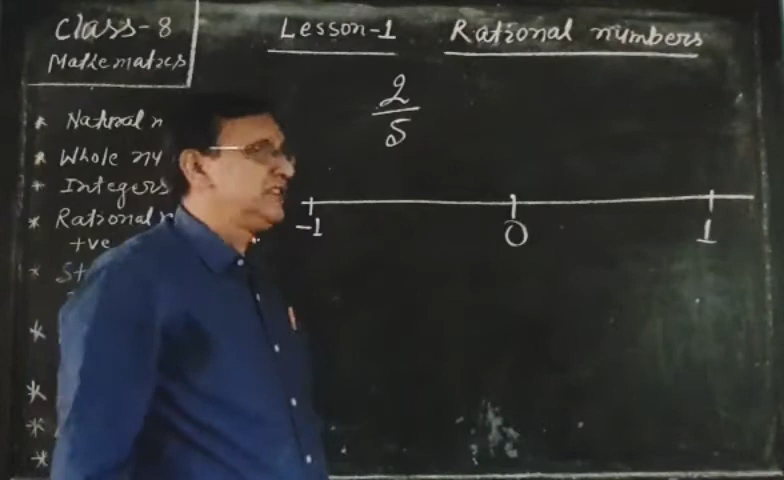 Class-8
Mathematics
Lesson-1 Rational numbers
2
5
* Natural n
* Whole nu
* Integers
* Rational n
+ve
* St
*
*
*
*
-1 0 1